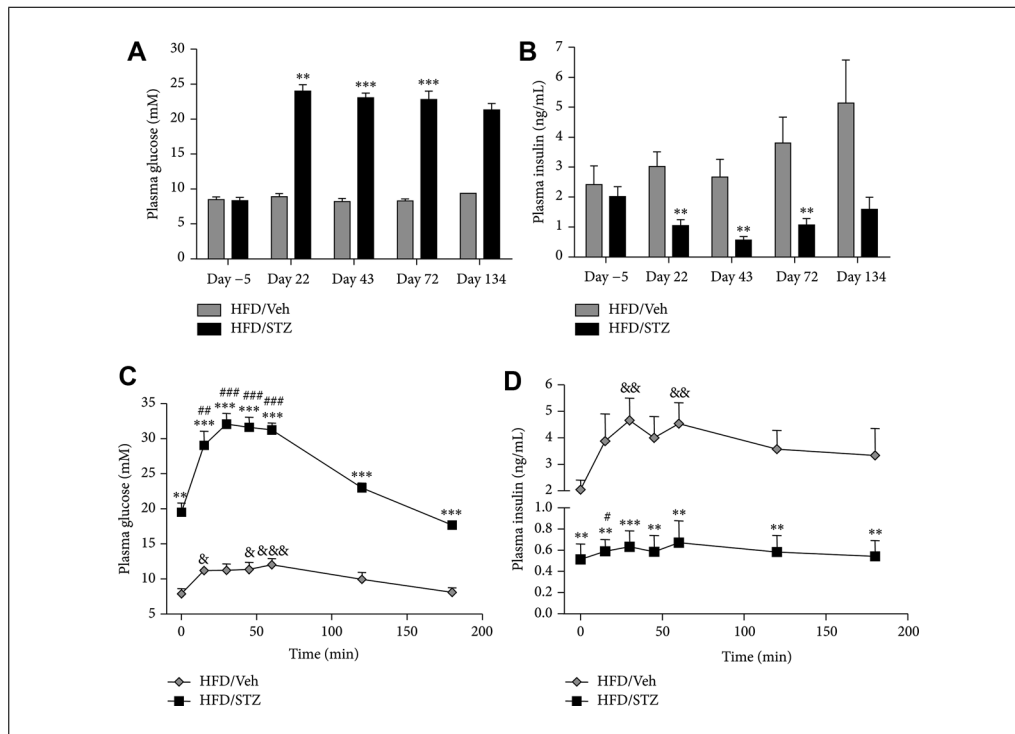 A
Plasma glucose (mM)
30
25
20
15
10
5
0
** *** ***
Day −5 Day 22 Day 43 Day 72 Day 134
HFD/Veh
HFD/STZ
B
Plasma insulin (ng/mL)
7
6
5
4
3
2
1
0
** ** **
Day −5 Day 22 Day 43 Day 72 Day 134
HFD/Veh
HFD/STZ
C
Plasma glucose (mM)
35
30
25
20
15
10
5
## ### ### ###
** *** *** *** *** *** ***
& & &&&
0 50 100 150 200
Time (min)
HFD/Veh
HFD/STZ
D
Plasma insulin (ng/mL)
6
5
4
3
2
1.0
0.8
0.6
0.4
0.2
0.0
&& &&
#
** ** *** ** ** ** **
0 50 100 150 200
Time (min)
HFD/Veh
HFD/STZ